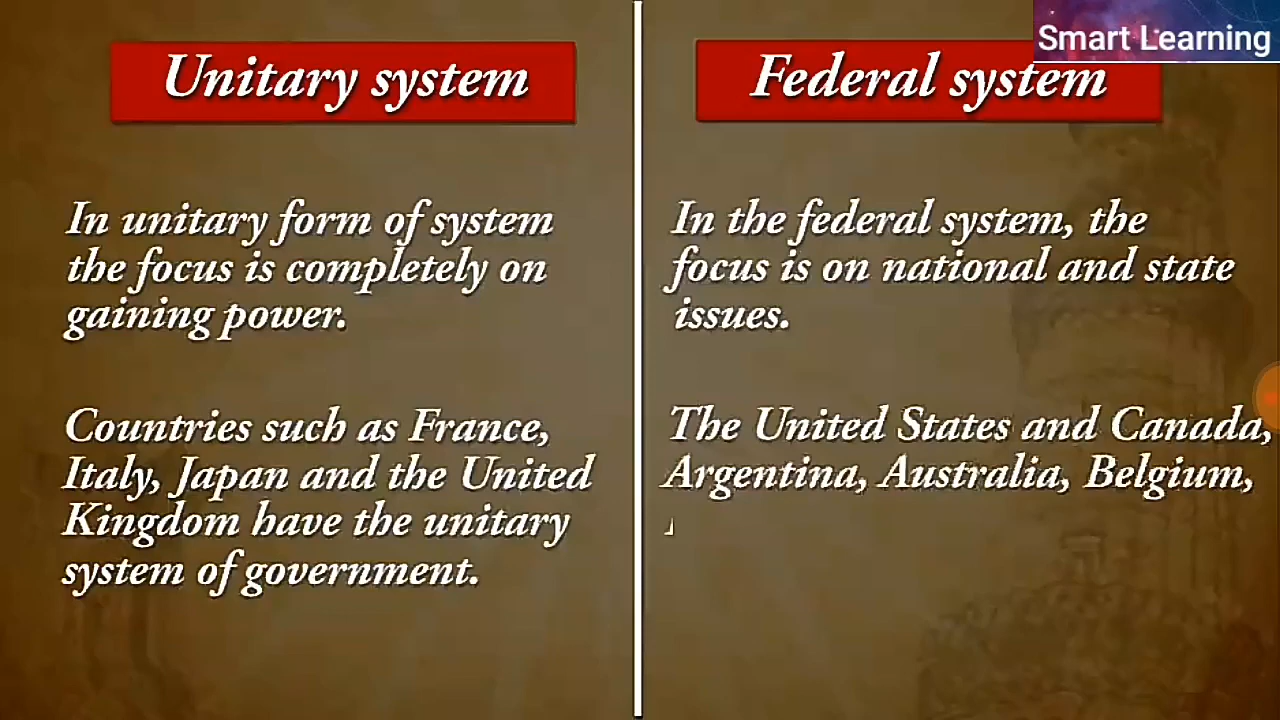 Smart Learning
Unitary system
In unitary form of system
the focus is completely on
gaining power.
Countries such as France,
Italy, Japan and the United
Kingdom have the unitary
system of government.
Federal system
In the federal system, the
focus is on national and state
issues.
The United States and Canada,
Argentina, Australia, Belgium,